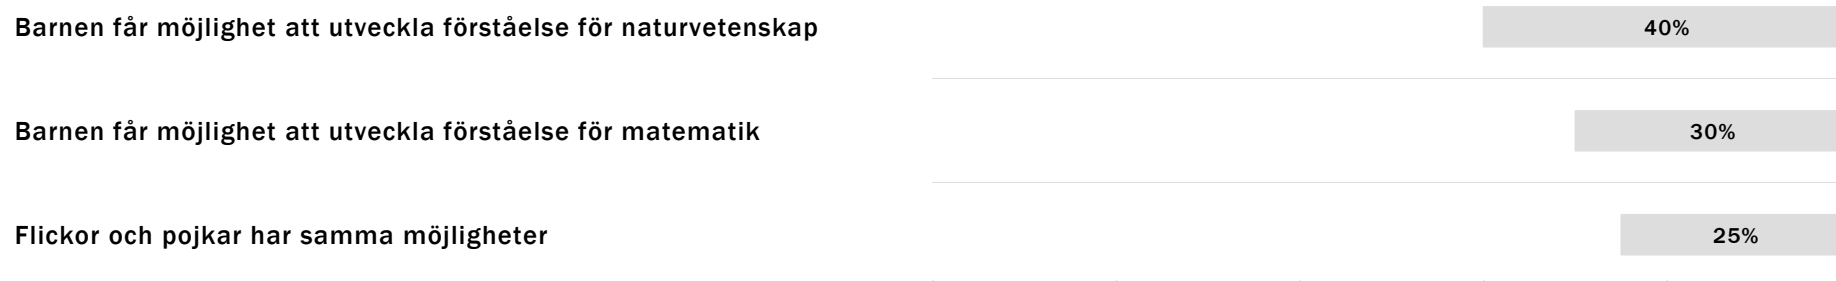 Barnen får möjlighet att utveckla förståelse för naturvetenskap 40%
Barnen får möjlighet att utveckla förståelse för matematik 30%
Flickor och pojkar har samma möjligheter 25%